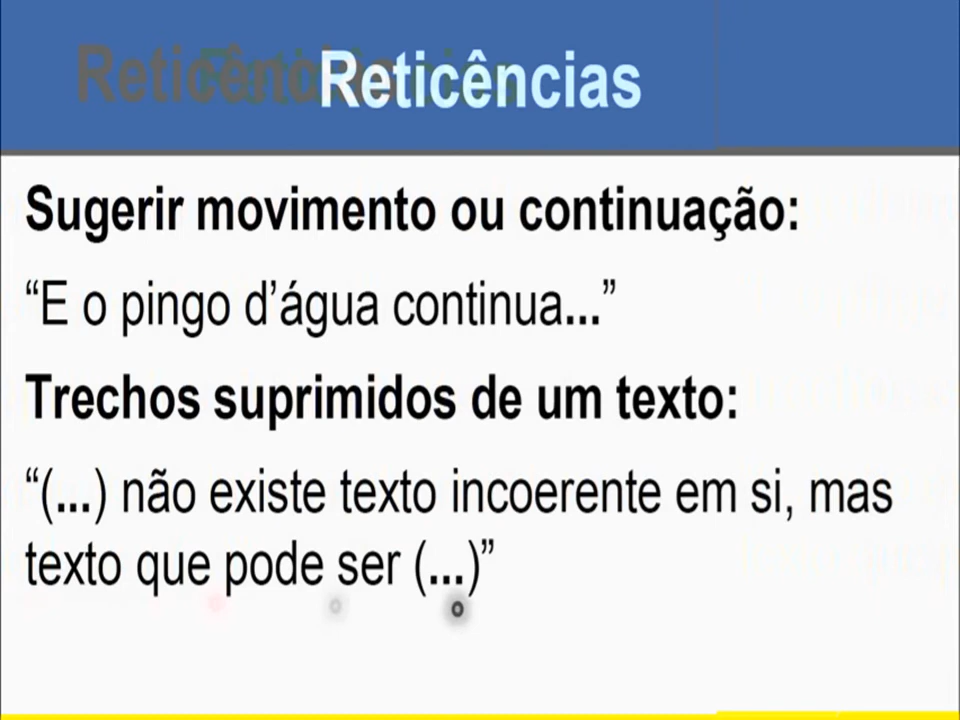 Reticências
Sugerir movimento ou continuação:
“E o pingo d’água continua...”
Trechos suprimidos de um texto:
“(...) não existe texto incoerente em si, mas
texto que pode ser (...)”